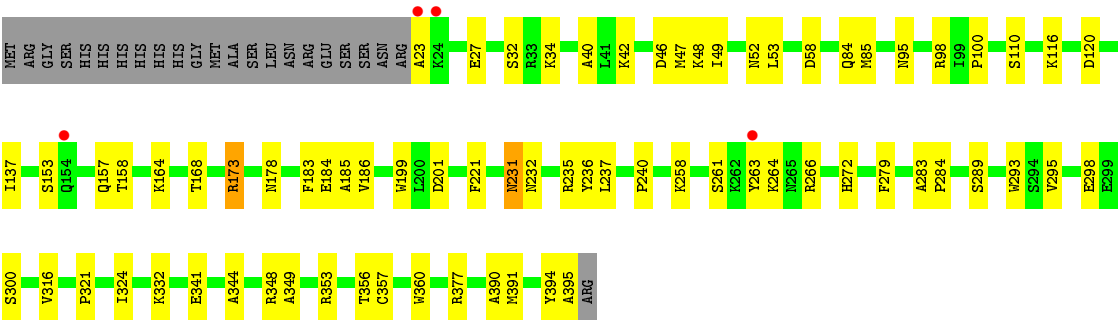 MET ARG GLY SER HIS HIS HIS HIS HIS HIS GLY MET ALA SER LEU ASN ARG GLU SER SER ASN ARG A23 K24 E27 S32 R33 K34 A40 L41 K42 D46 M47 K48 I49 N52 L53 D58 Q84 M85 N95 R98 I99 P100 S110 K116 D120
I137 S153 Q154 Q157 T158 K164 T168 R173 N178 F183 E184 A185 V186 W199 L200 D201 F221 N231 N232 R235 Y236 L237 P240 K258 S261 K262 Y263 K264 N265 R266 H272 F279 A283 P284 S289 W293 S294 V295 E298 E299
S300 V316 P321 I324 K332 E341 A344 R348 A349 R353 T356 C357 W360 R377 A390 M391 Y394 A395 ARG